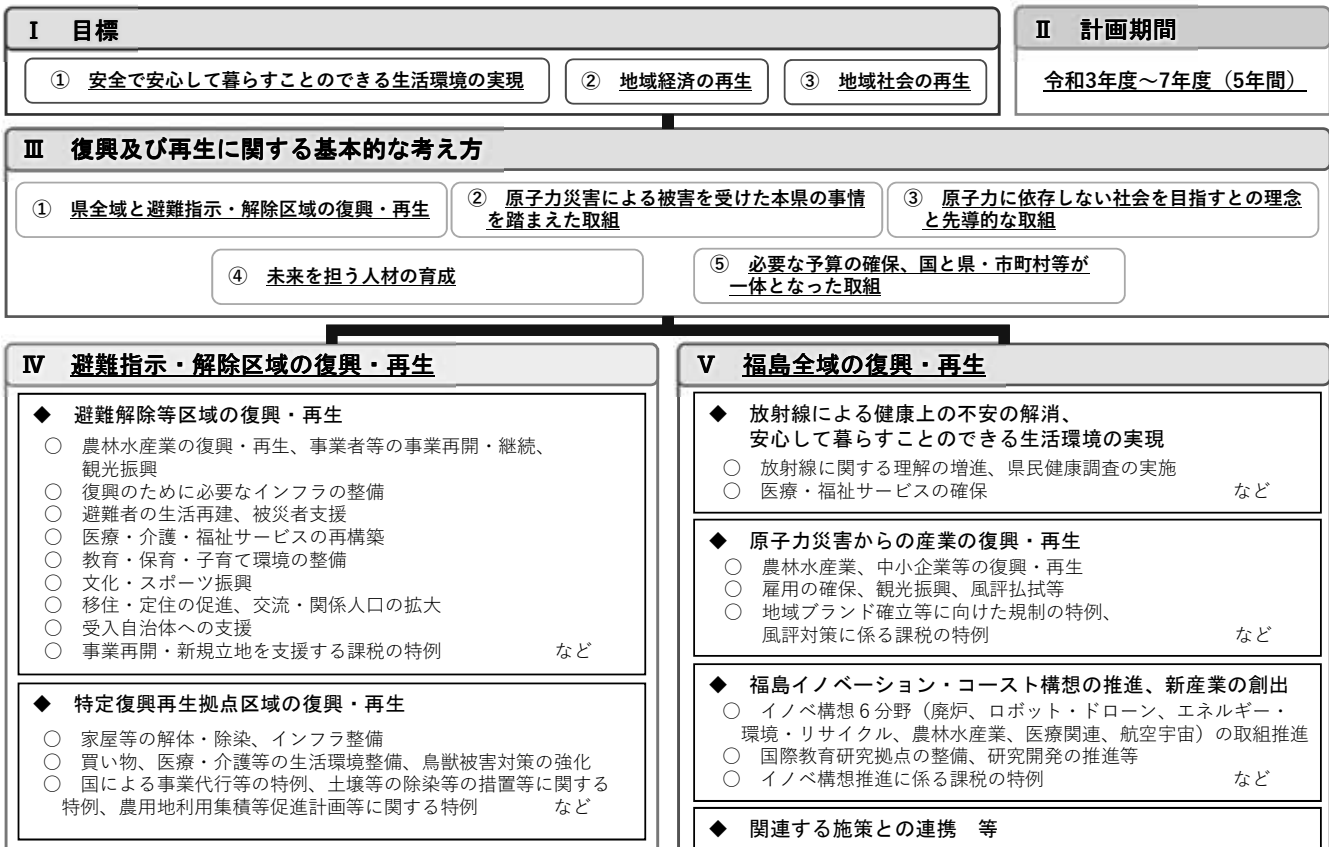 Ⅰ 目標
① 安全で安心して暮らすことのできる生活環境の実現
② 地域経済の再生
③ 地域社会の再生
Ⅱ 計画期間
令和3年度～7年度（5年間）
Ⅲ 復興及び再生に関する基本的な考え方
① 県全域と避難指示・解除区域の復興・再生
② 原子力災害による被害を受けた本県の事情
を踏まえた取組
③ 原子力に依存しない社会を目指すとの理念
と先導的な取組
④ 未来を担う人材の育成
⑤ 必要な予算の確保、国と県・市町村等が
一体となった取組
Ⅳ 避難指示・解除区域の復興・再生
◆ 避難解除等区域の復興・再生
○ 農林水産業の復興・再生、事業者等の事業再開・継続、
観光振興
○ 復興のために必要なインフラの整備
○ 避難者の生活再建、被災者支援
○ 医療・介護・福祉サービスの再構築
○ 教育・保育・子育て環境の整備
○ 文化・スポーツ振興
○ 移住・定住の促進、交流・関係人口の拡大
○ 受入自治体への支援
○ 事業再開・新規立地を支援する課税の特例 など
◆ 特定復興再生拠点区域の復興・再生
○ 家屋等の解体・除染、インフラ整備
○ 買い物、医療・介護等の生活環境整備、鳥獣被害対策の強化
○ 国による事業代行等の特例、土壌等の除染等の措置等に関する
特例、農用地利用集積等促進計画等に関する特例 など
Ⅴ 福島全域の復興・再生
◆ 放射線による健康上の不安の解消、
安心して暮らすことのできる生活環境の実現
○ 放射線に関する理解の増進、県民健康調査の実施
○ 医療・福祉サービスの確保 など
◆ 原子力災害からの産業の復興・再生
○ 農林水産業、中小企業等の復興・再生
○ 雇用の確保、観光振興、風評払拭等
○ 地域ブランド確立等に向けた規制の特例、
風評対策に係る課税の特例 など
◆ 福島イノベーション・コースト構想の推進、新産業の創出
○ イノベ構想６分野（廃炉、ロボット・ドローン、エネルギー・
環境・リサイクル、農林水産業、医療関連、航空宇宙）の取組推進
○ 国際教育研究拠点の整備、研究開発の推進等
○ イノベ構想推進に係る課税の特例 など
◆ 関連する施策との連携 等